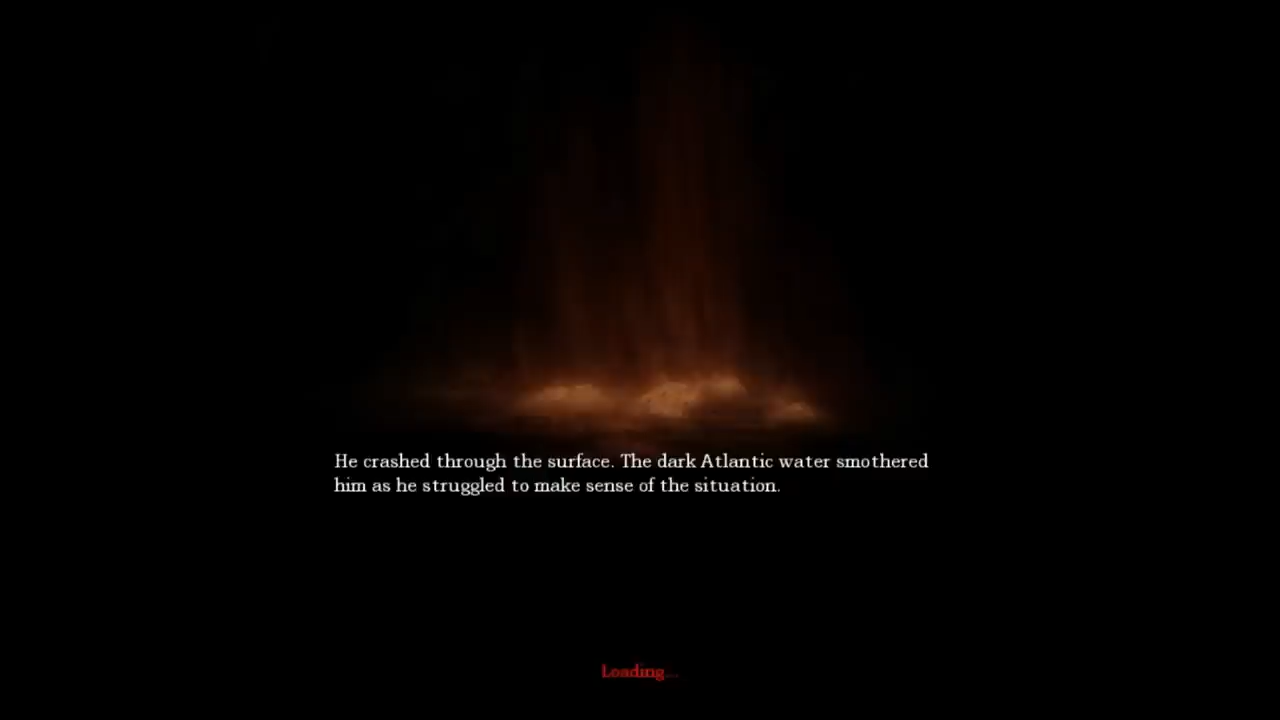 He crashed through the surface. The dark Atlantic water smothered
him as he struggled to make sense of the situation.
Loading...